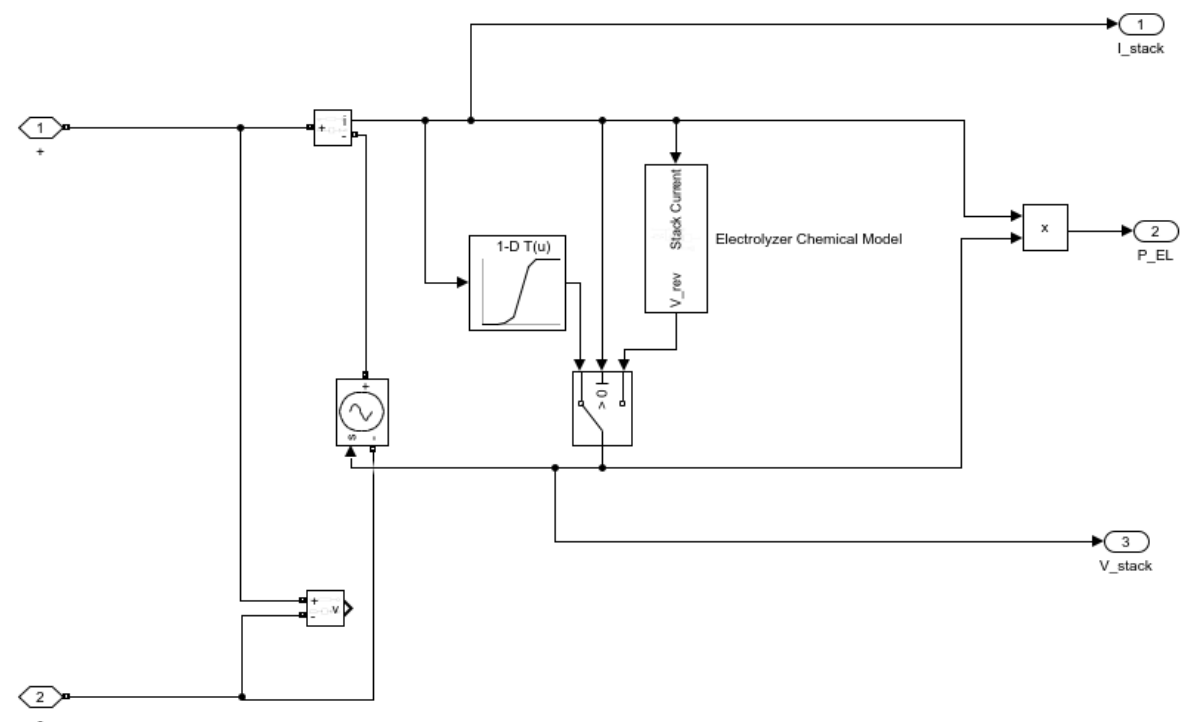 1
I_stack
1
+
+
i
-
1-D T(u)
Stack Current
V_rev
Electrolyzer Chemical Model
x
2
P_EL
+
s
-
> 0
3
V_stack
+
-
v
2